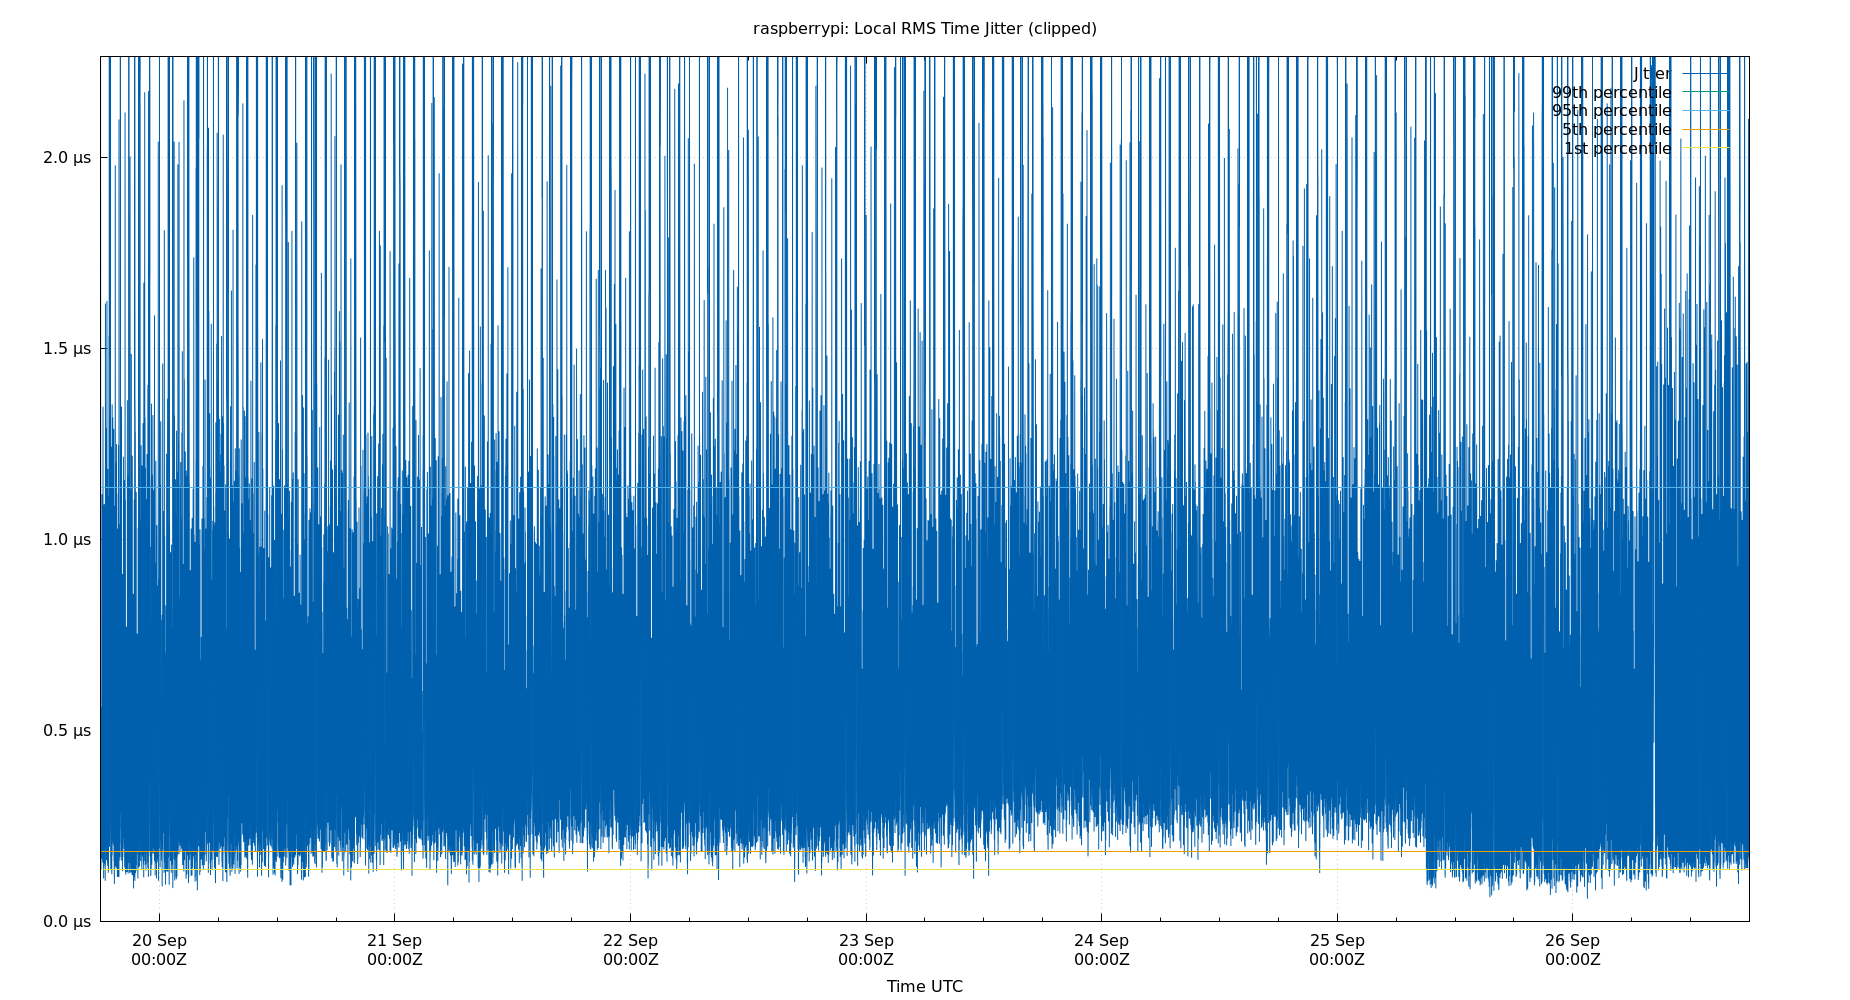 raspberrypi: Local RMS Time Jitter (clipped)
Jitter
99th percentile
95th percentile
5th percentile
1st percentile
2.0 µs
1.5 µs
1.0 µs
0.5 µs
0.0 µs
20 Sep 21 Sep 22 Sep 23 Sep 24 Sep 25 Sep 26 Sep
00:00Z 00:00Z 00:00Z 00:00Z 00:00Z 00:00Z 00:00Z
Time UTC